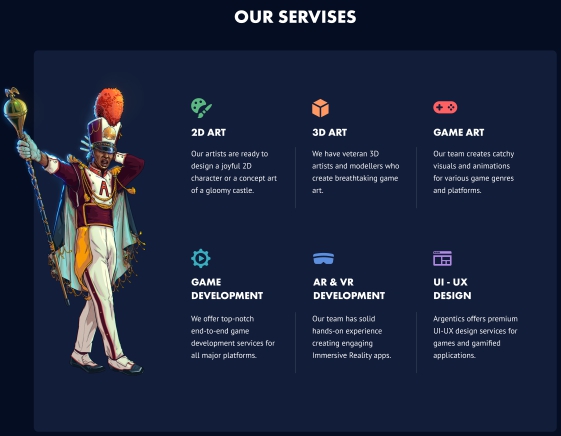 OUR SERVISES
2D ART
Our artists are ready to
design a joyful 2D
character or a concept art
of a gloomy castle.
3D ART
We have veteran 3D
artists and modellers who
create breathtaking game
art.
GAME ART
Our team creates catchy
visuals and animations
for various game genres
and platforms.
GAME
DEVELOPMENT
We offer top-notch
end-to-end game
development services for
all major platforms.
AR & VR
DEVELOPMENT
Our team has solid
hands-on experience
creating engaging
Immersive Reality apps.
UI - UX
DESIGN
Argentics offers premium
UI-UX design services for
games and gamified
applications.
A